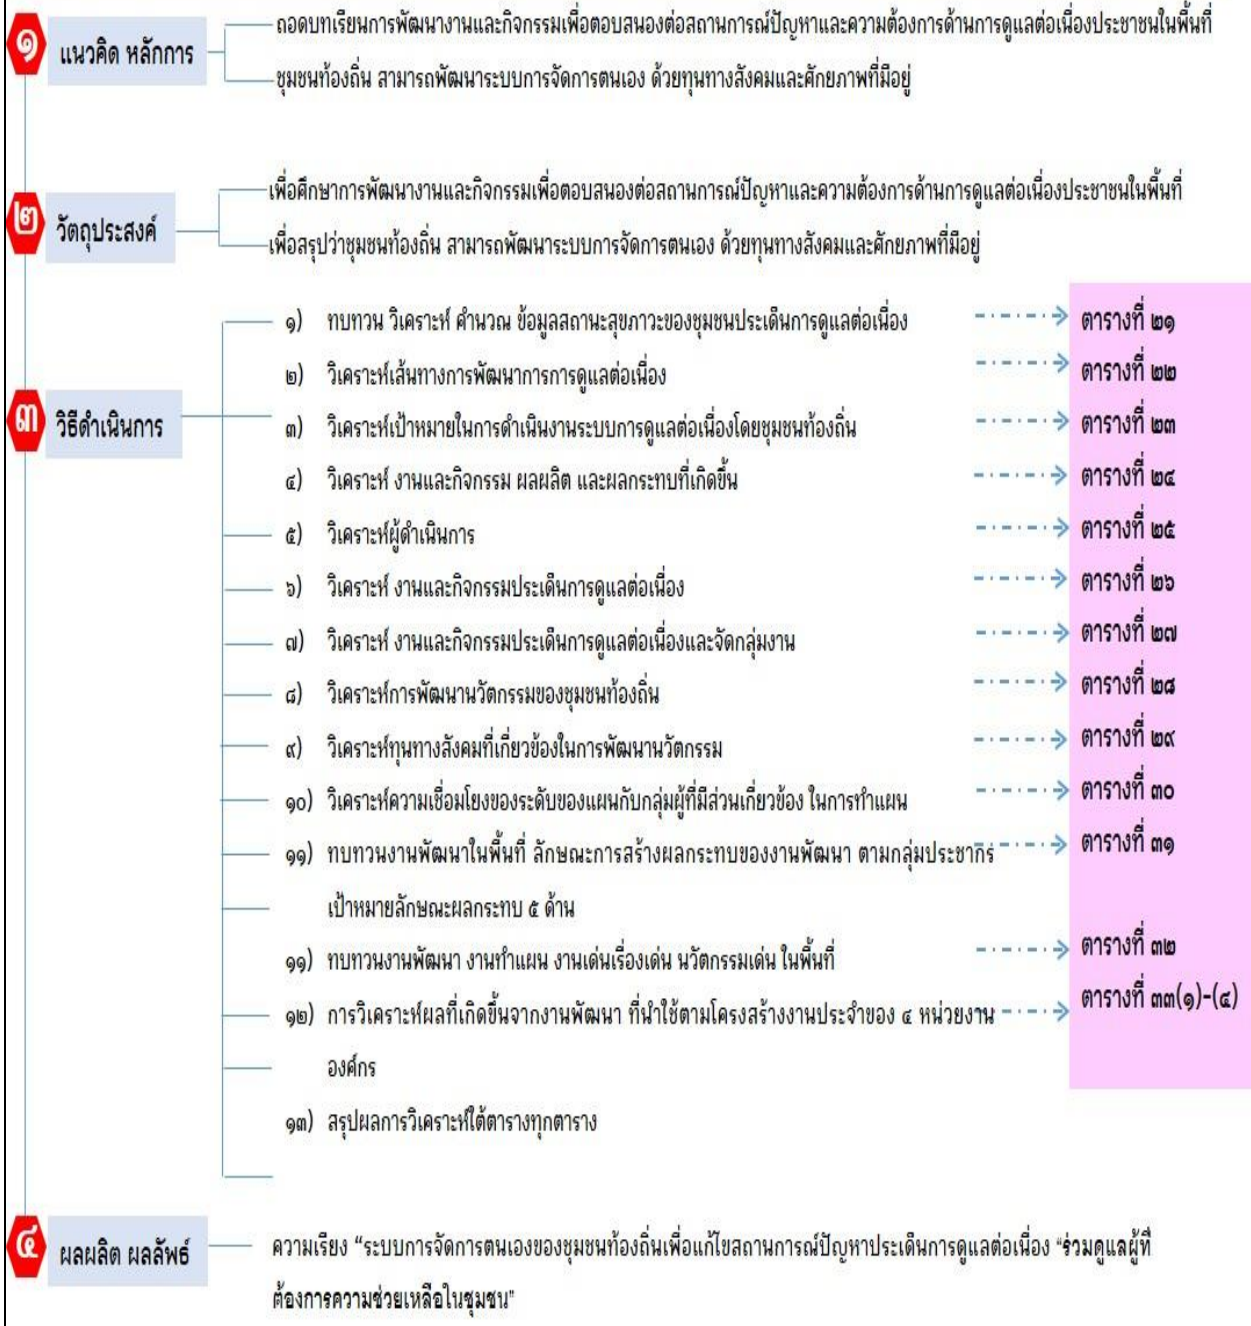 ๑ แนวคิด หลักการ
ถอดบทเรียนการพัฒนางานและกิจกรรมเพื่อตอบสนองต่อสถานการณ์ปัญหาและความต้องการด้านการดูแลต่อเนื่องประชาชนในพื้นที่
ชุมชนท้องถิ่น สามารถพัฒนาระบบการจัดการตนเอง ด้วยทุนทางสังคมและศักยภาพที่มีอยู่
๒ วัตถุประสงค์
เพื่อศึกษาการพัฒนางานและกิจกรรมเพื่อตอบสนองต่อสถานการณ์ปัญหาและความต้องการด้านการดูแลต่อเนื่องประชาชนในพื้นที่
เพื่อสรุปว่าชุมชนท้องถิ่น สามารถพัฒนาระบบการจัดการตนเอง ด้วยทุนทางสังคมและศักยภาพที่มีอยู่
๓ วิธีดำเนินการ
๑) ทบทวน วิเคราะห์ คำนวณ ข้อมูลสถานะสุขภาวะของชุมชนประเด็นการดูแลต่อเนื่อง ตารางที่ ๒๑
๒) วิเคราะห์เส้นทางการพัฒนาการการดูแลต่อเนื่อง ตารางที่ ๒๒
๓) วิเคราะห์เป้าหมายในการดำเนินงานระบบการดูแลต่อเนื่องโดยชุมชนท้องถิ่น ตารางที่ ๒๓
๔) วิเคราะห์ งานและกิจกรรม ผลผลิต และผลกระทบที่เกิดขึ้น ตารางที่ ๒๔
๕) วิเคราะห์ผู้ดำเนินการ ตารางที่ ๒๕
๖) วิเคราะห์ งานและกิจกรรมประเด็นการดูแลต่อเนื่อง ตารางที่ ๒๖
๗) วิเคราะห์ งานและกิจกรรมประเด็นการดูแลต่อเนื่องและจัดกลุ่มงาน ตารางที่ ๒๗
๘) วิเคราะห์การพัฒนานวัตกรรมของชุมชนท้องถิ่น ตารางที่ ๒๘
๙) วิเคราะห์ทุนทางสังคมที่เกี่ยวข้องในการพัฒนานวัตกรรม ตารางที่ ๒๙
๑๐) วิเคราะห์ความเชื่อมโยงของระดับของแผนกับกลุ่มผู้ที่มีส่วนเกี่ยวข้อง ในการทำแผน ตารางที่ ๓๐
๑๑) ทบทวนงานพัฒนาในพื้นที่ ลักษณะการสร้างผลกระทบของงานพัฒนา ตามกลุ่มประชากร ตารางที่ ๓๑
เป้าหมายลักษณะผลกระทบ ๕ ด้าน
๑๑) ทบทวนงานพัฒนา งานทำแผน งานเด่นเรื่องเด่น นวัตกรรมเด่น ในพื้นที่ ตารางที่ ๓๒
๑๒) การวิเคราะห์ผลที่เกิดขึ้นจากงานพัฒนา ที่นำใช้ตามโครงสร้างงานประจำของ ๔ หน่วยงาน ตารางที่ ๓๓(๑)-(๔)
องค์กร
๑๓) สรุปผลการวิเคราะห์ใต้ตารางทุกตาราง
๔ ผลผลิต ผลลัพธ์
ความเรียง “ระบบการจัดการตนเองของชุมชนท้องถิ่นเพื่อแก้ไขสถานการณ์ปัญหาประเด็นการดูแลต่อเนื่อง “ร่วมดูแลผู้ที่
ต้องการความช่วยเหลือในชุมชน”